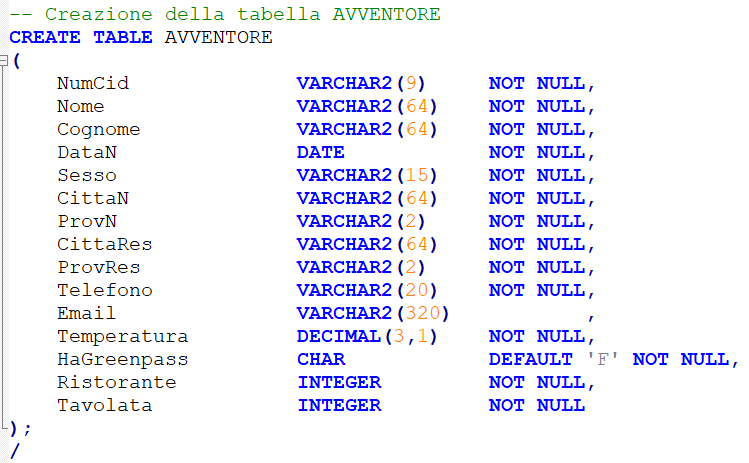 -- Creazione della tabella AVVENTORE
CREATE TABLE AVVENTORE
(
    NumCid              VARCHAR2(9)     NOT NULL,
    Nome                VARCHAR2(64)    NOT NULL,
    Cognome             VARCHAR2(64)    NOT NULL,
    DataN               DATE            NOT NULL,
    Sesso               VARCHAR2(15)    NOT NULL,
    CittaN              VARCHAR2(64)    NOT NULL,
    ProvN               VARCHAR2(2)     NOT NULL,
    CittaRes            VARCHAR2(64)    NOT NULL,
    ProvRes             VARCHAR2(2)     NOT NULL,
    Telefono            VARCHAR2(20)    NOT NULL,
    Email               VARCHAR2(320)           ,
    Temperatura         DECIMAL(3,1)    NOT NULL,
    HaGreenpass         CHAR            DEFAULT 'F' NOT NULL,
    Ristorante          INTEGER         NOT NULL,
    Tavolata            INTEGER         NOT NULL
);
/